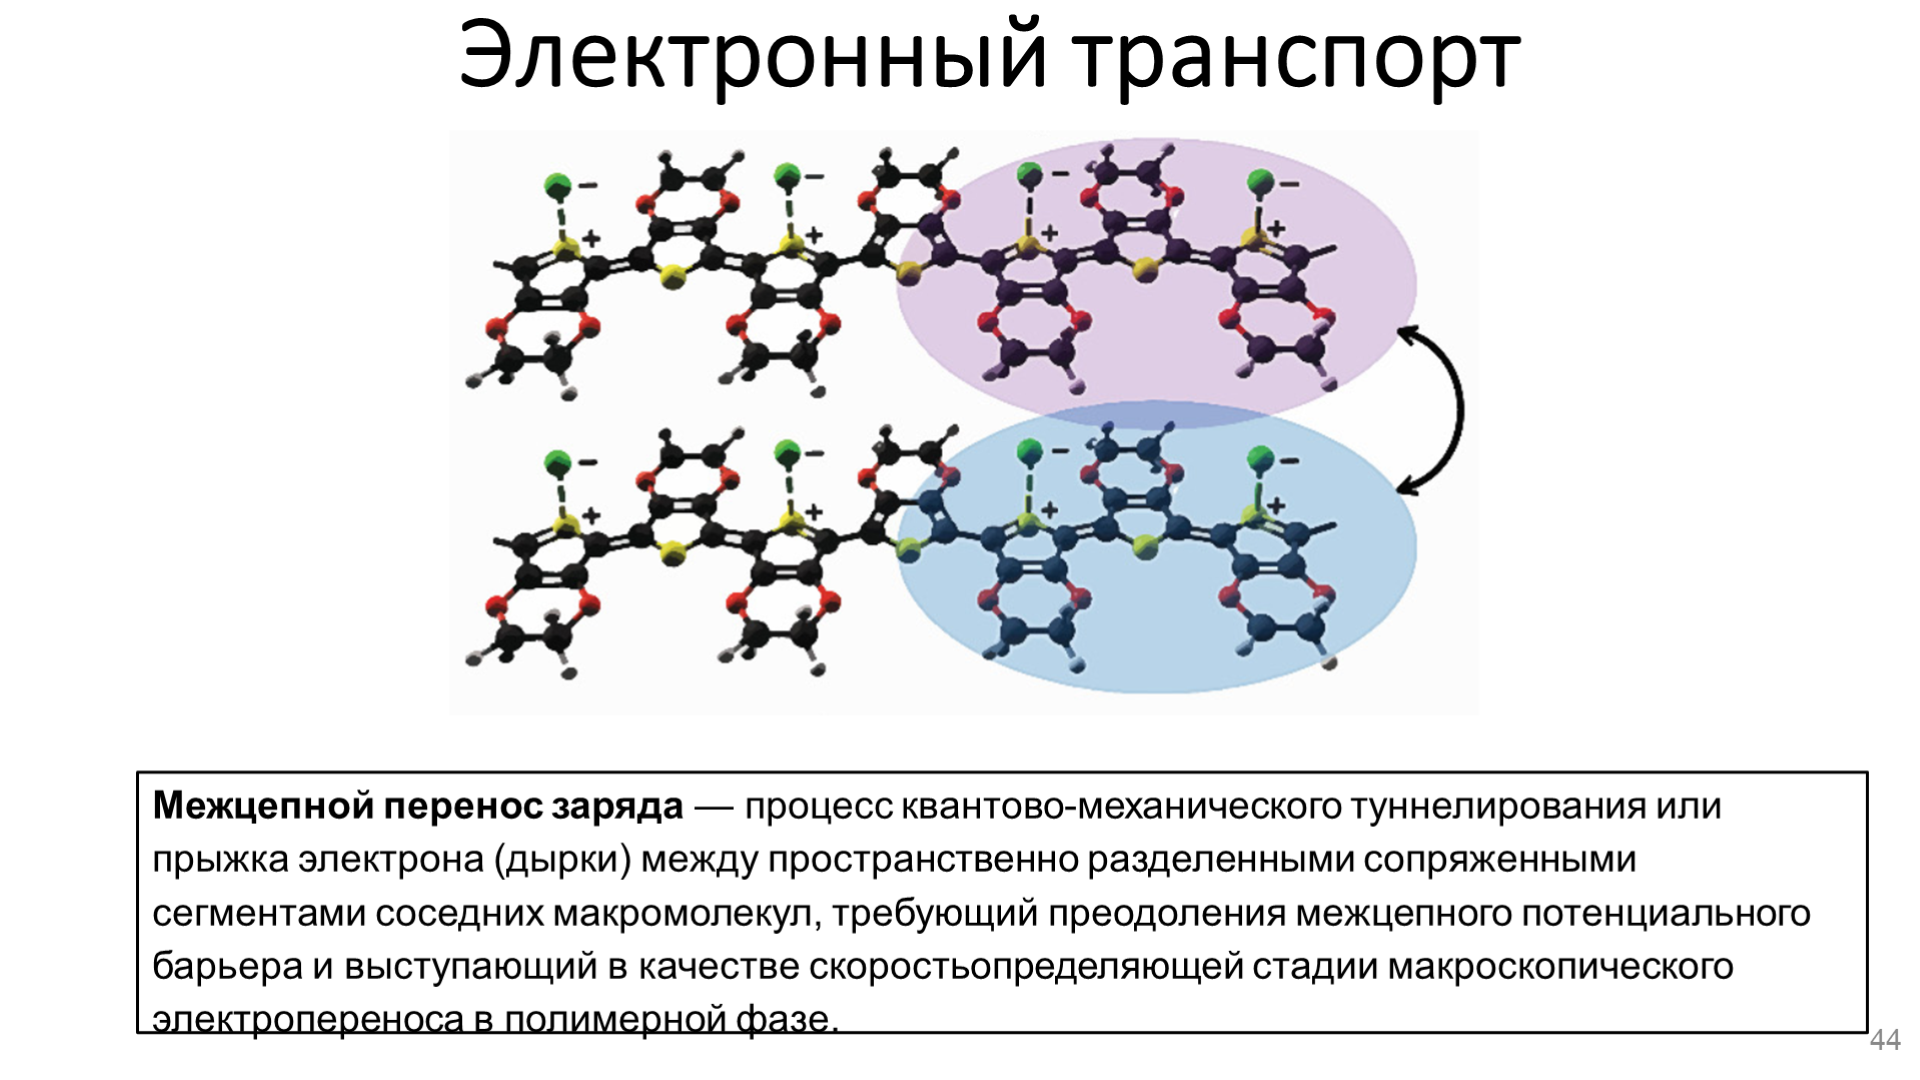 Электронный транспорт
− − − −
+ + + +
− − − −
+ + + +
Межцепной перенос заряда — процесс квантово-механического туннелирования или
прыжка электрона (дырки) между пространственно разделенными сопряженными
сегментами соседних макромолекул, требующий преодоления межцепного потенциального
барьера и выступающий в качестве скоростьопределяющей стадии макроскопического
электропереноса в полимерной фазе.
44